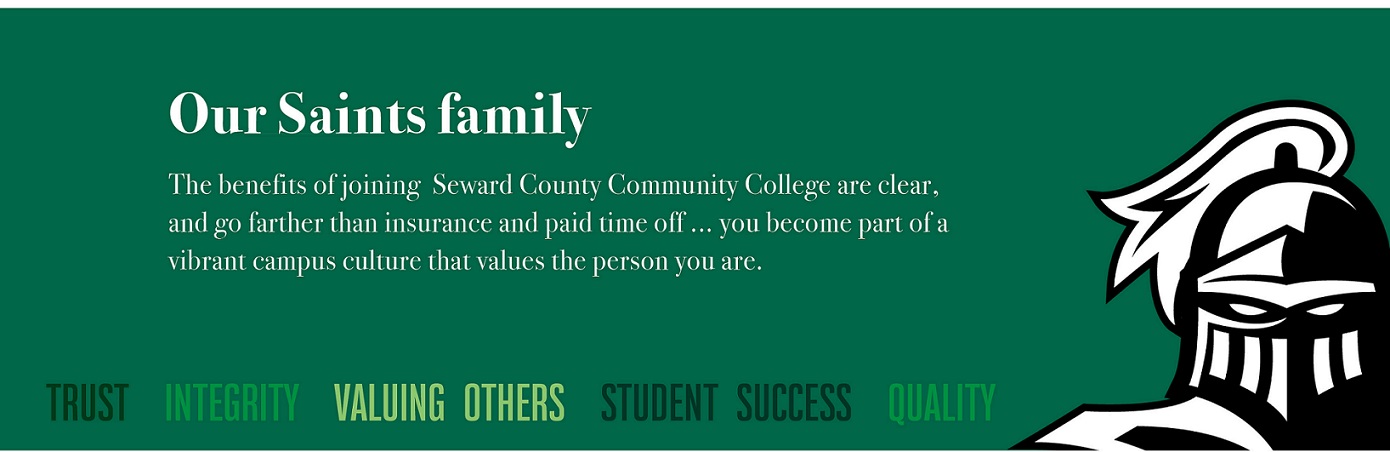 Our Saints family
The benefits of joining  Seward County Community College are clear,
and go farther than insurance and paid time off ... you become part of a
vibrant campus culture that values the person you are.
TRUST INTEGRITY VALUING OTHERS STUDENT SUCCESS QUALITY